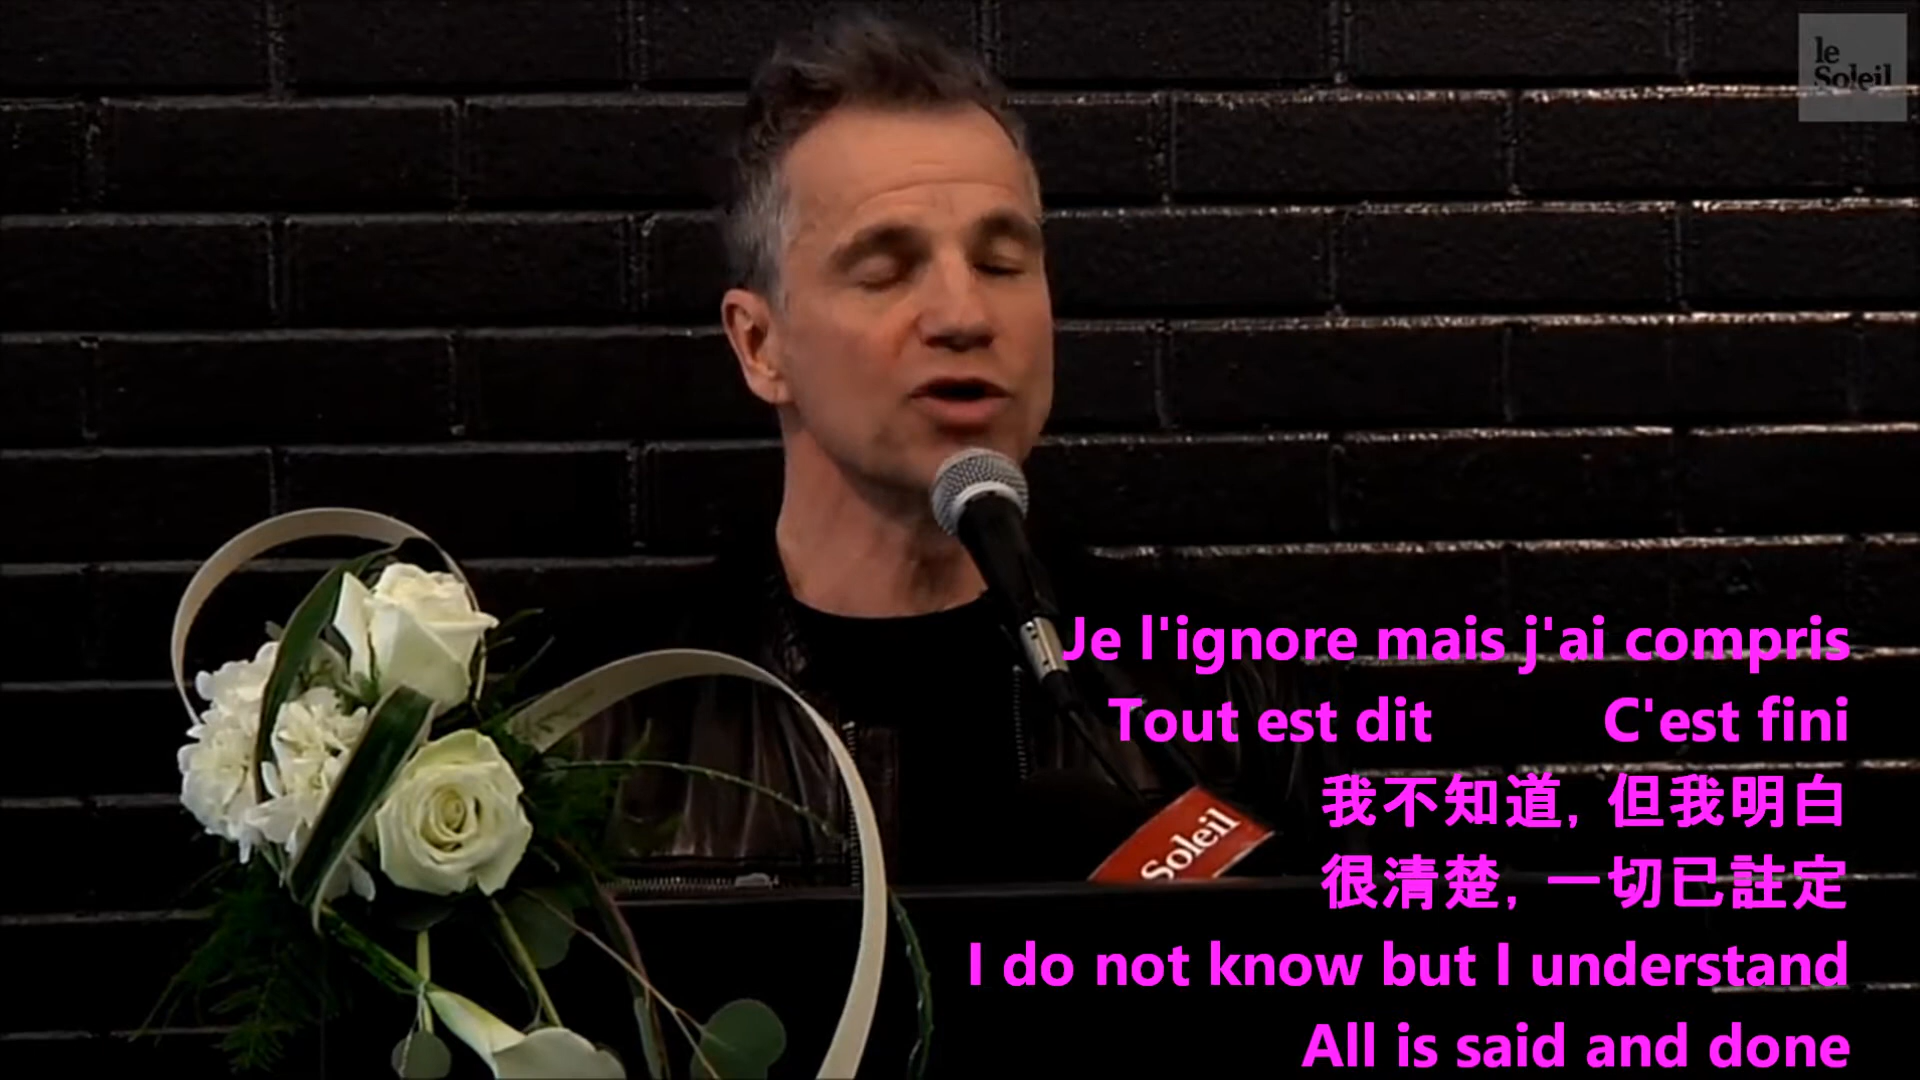 le
Soleil
Je l'ignore mais j'ai compris
Tout est dit C'est fini
我不知道, 但我明白
Soleil
很清楚, 一切已註定
I do not know but I understand
All is said and done